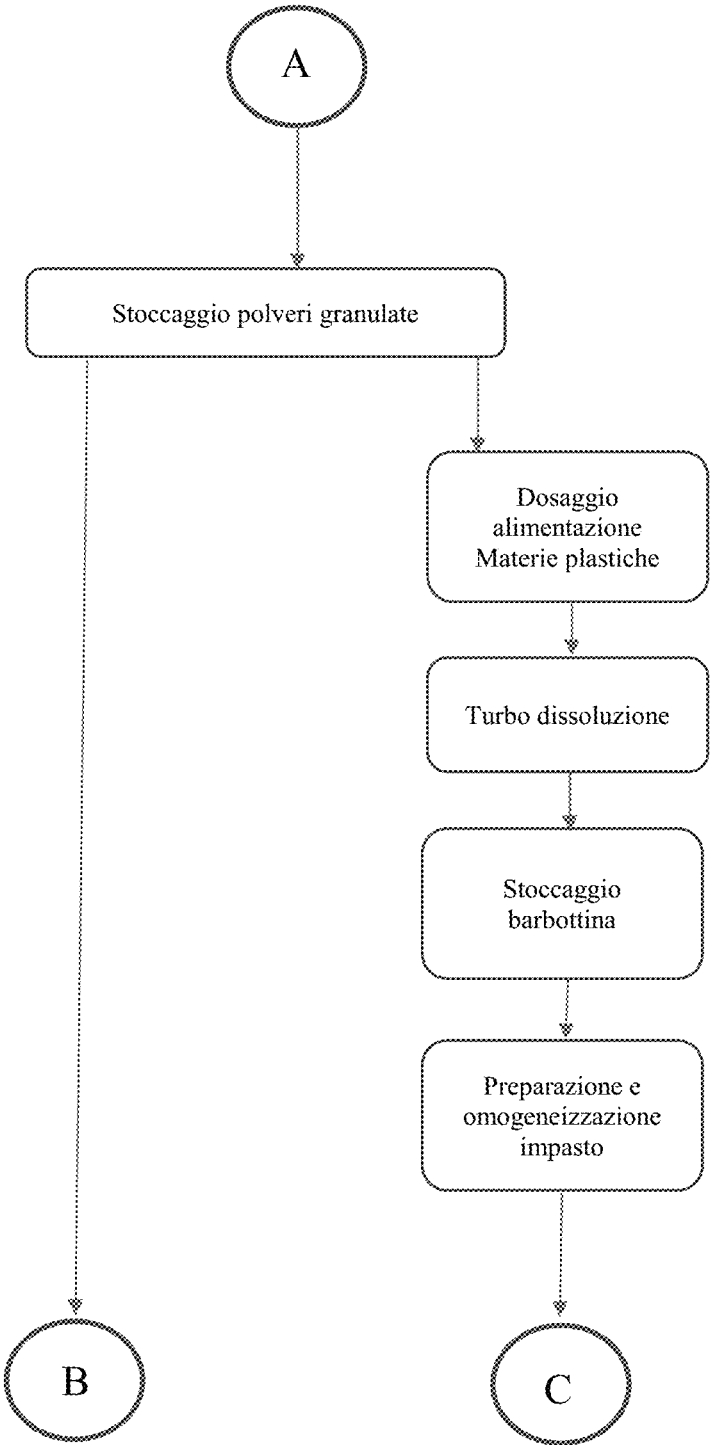 A
Stoccaggio polveri granulate
Dosaggio
alimentazione
Materie plastiche
Turbo dissoluzione
Stoccaggio
barbottina
Preparazione e
omogeneizzazione
impasto
B
C